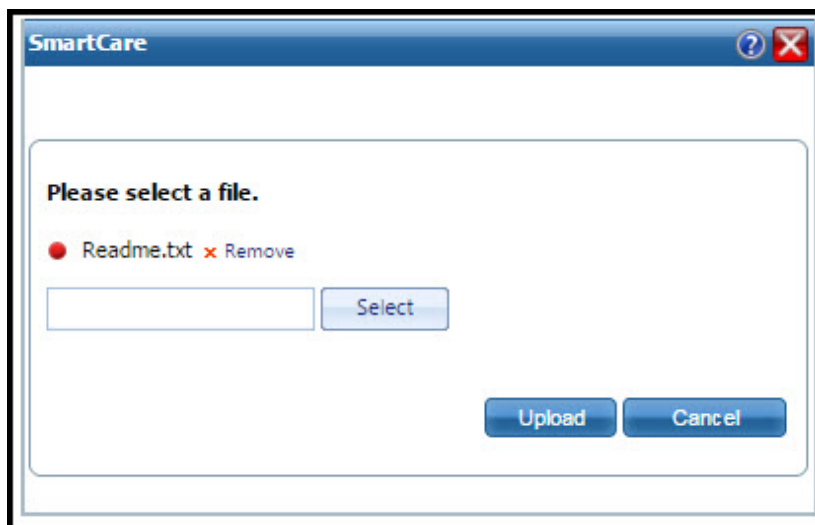 SmartCare ?
Please select a file.
Readme.txt x Remove
Select
Upload Cancel